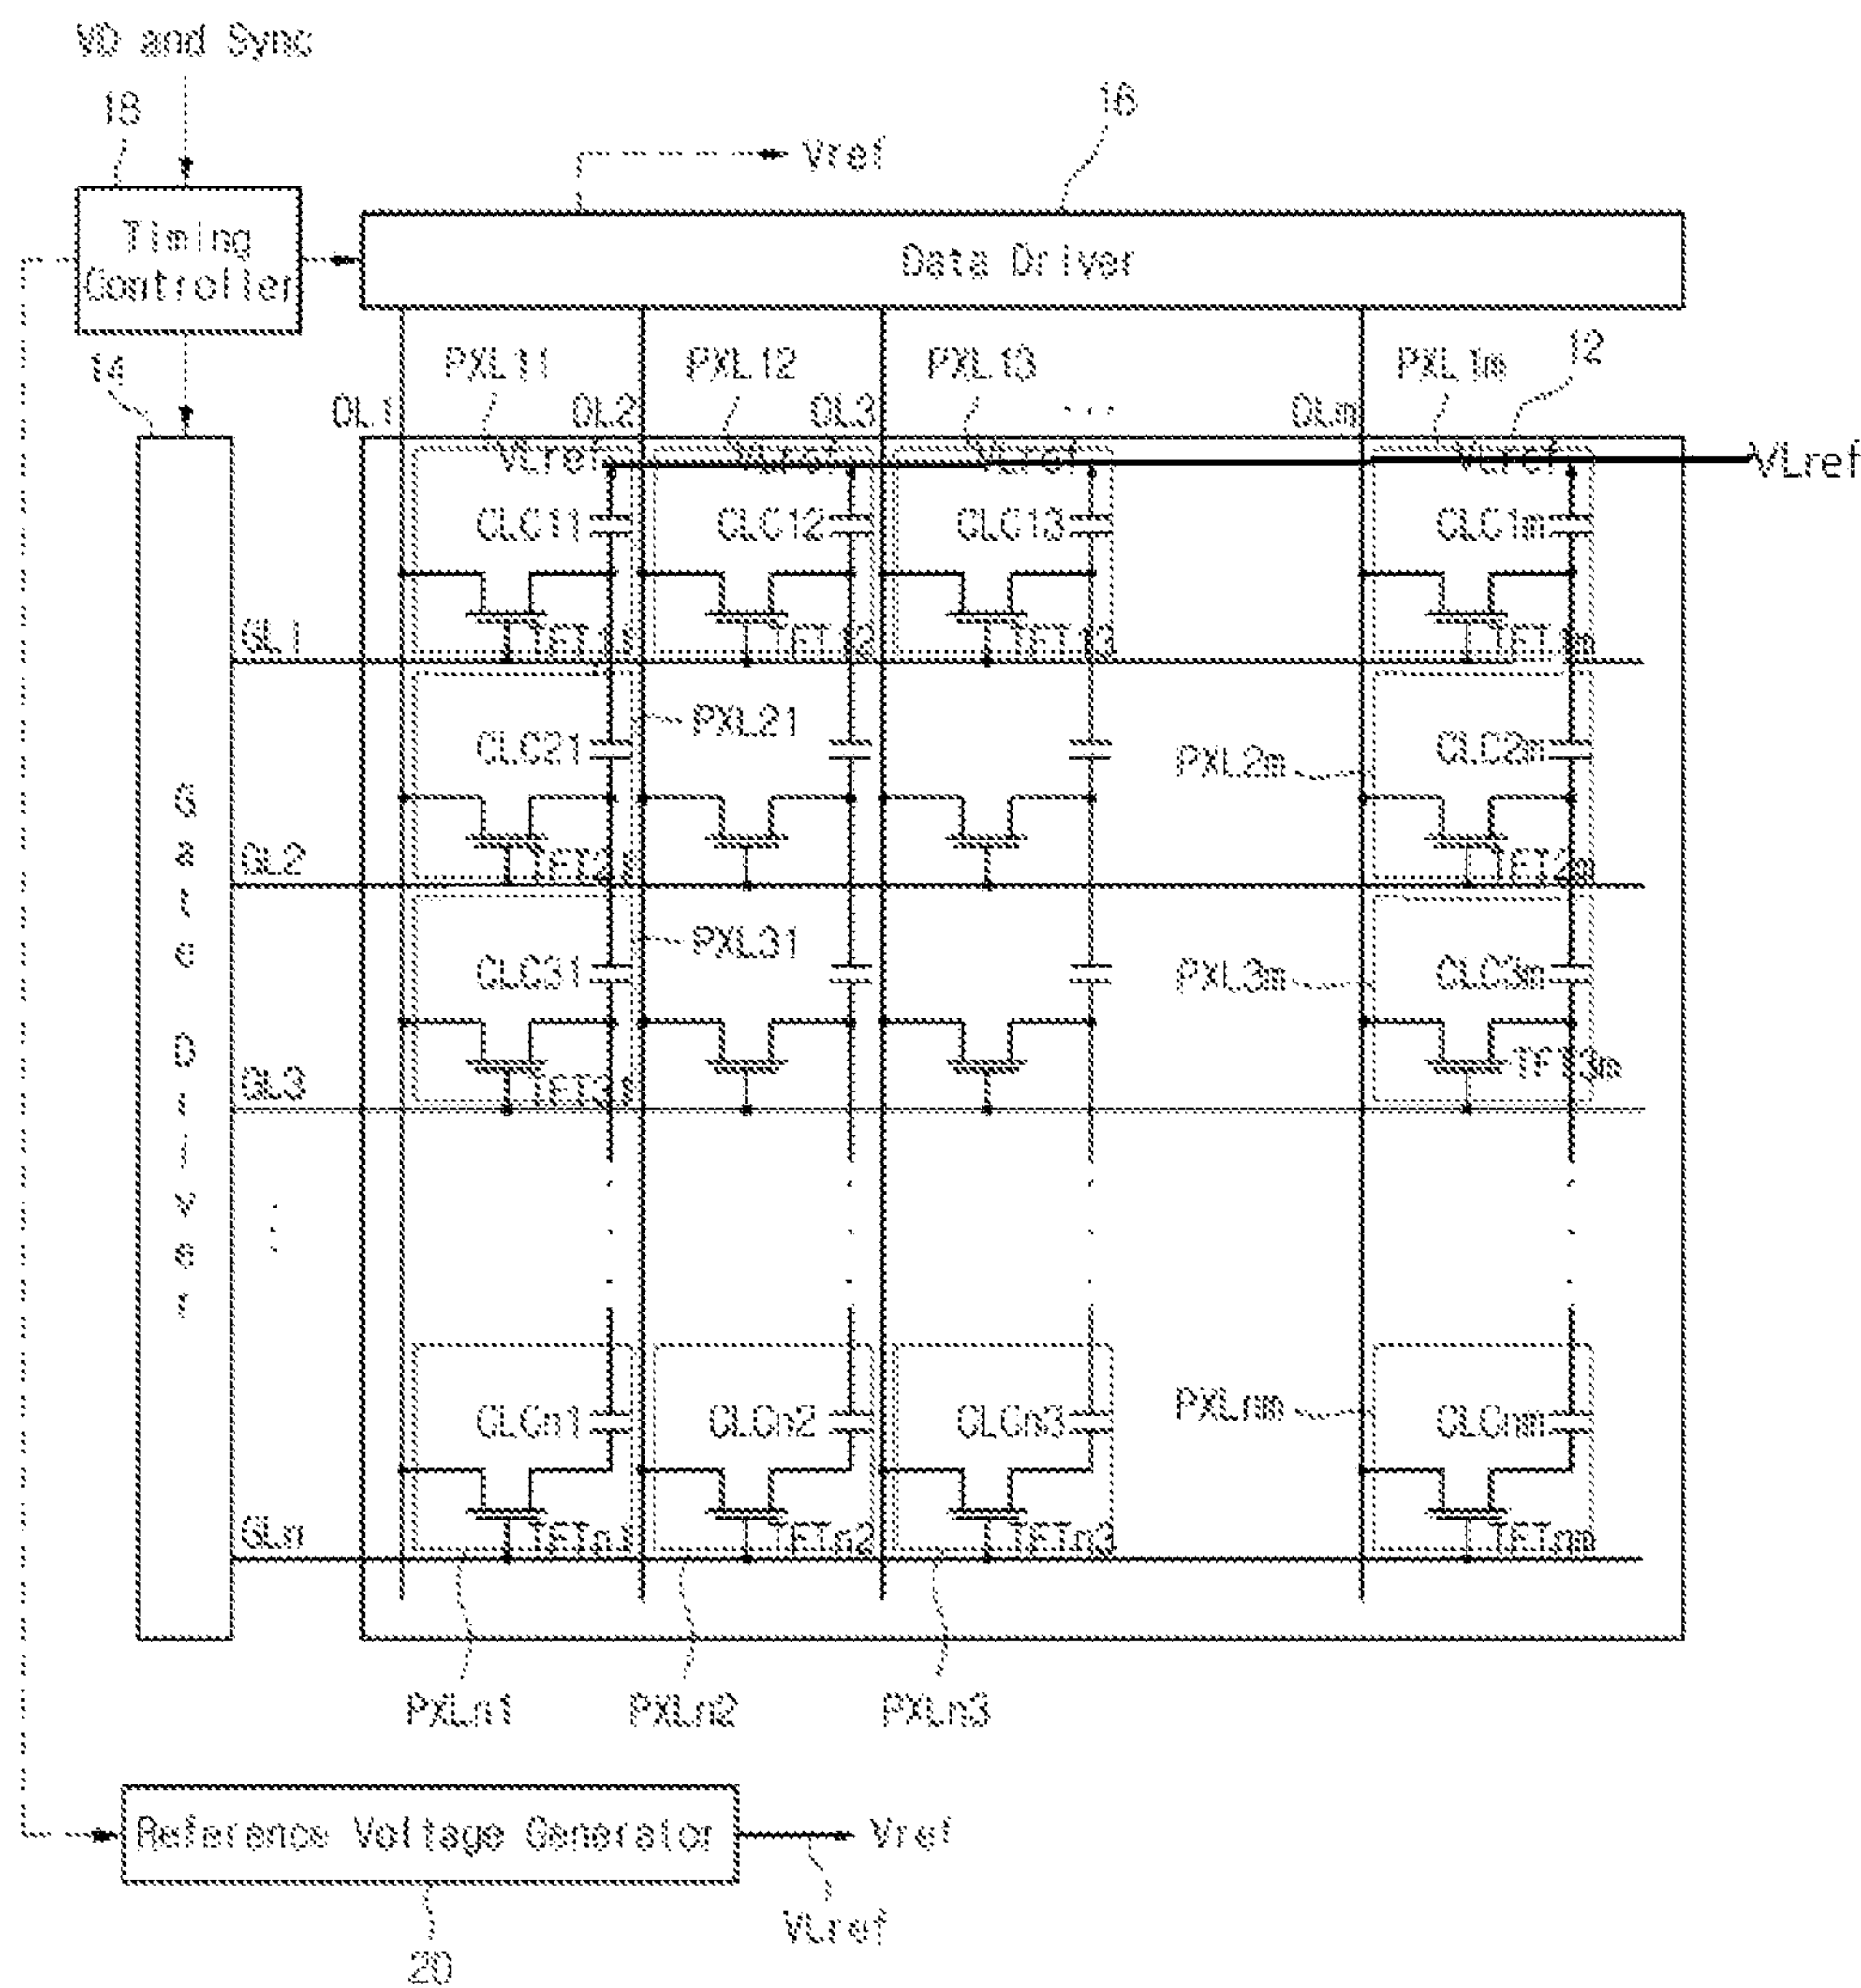 VD and Sync
18
16
Vref
Timing
Controller
Data Driver
14
PXL11
PXL12
PXL13
PXL1m
12
DL1
DL2
DL3
...
DLm
VLref
VLref
VLref
VLref
VLref
CLC11
CLC12
CLC13
CLC1m
GL1
TFT11
TFT12
TFT13
TFT1m
PXL21
CLC21
PXL2m
CLC2m
Gate Driver
GL2
TFT21
TFT2m
PXL31
CLC31
PXL3m
CLC3m
GL3
TFT31
TFT3m
CLCn1
CLCn2
CLCn3
PXLnm
CLCnm
GLn
TFTn1
TFTn2
TFTn3
TFTnm
PXLn1
PXLn2
PXLn3
Reference Voltage Generator
Vref
VLref
20